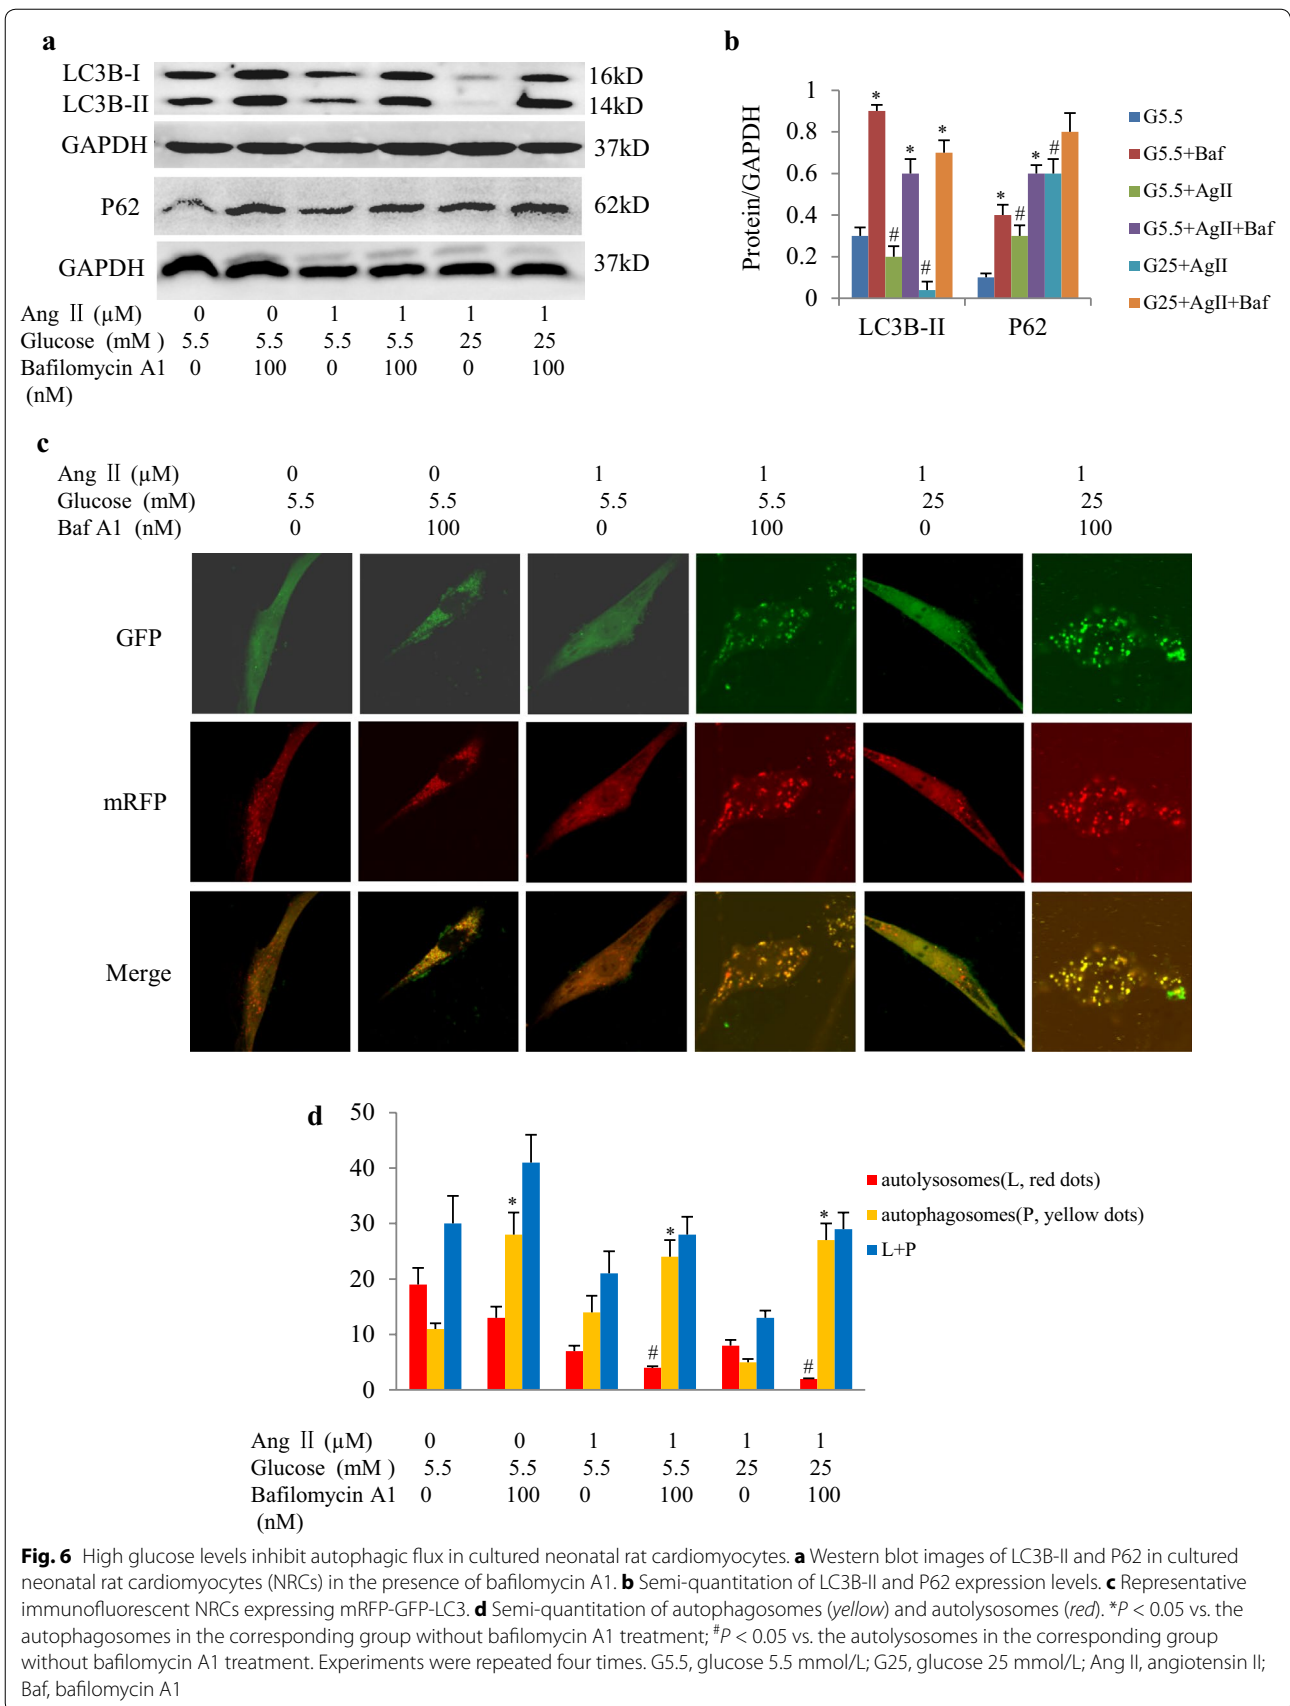 a
LC3B-I 16kD
LC3B-II 14kD
GAPDH 37kD
P62 62kD
GAPDH 37kD
Ang Ⅱ (μM) 0 0 1 1 1 1
Glucose (mM ) 5.5 5.5 5.5 5.5 25 25
Bafilomycin A1 0 100 0 100 0 100
(nM)
b
Protein/GAPDH
1
0.8
0.6
0.4
0.2
0
* # * # *
* # * #
LC3B-II P62
G5.5
G5.5+Baf
G5.5+AgII
G5.5+AgII+Baf
G25+AgII
G25+AgII+Baf
c
Ang Ⅱ (μM) 0 0 1 1 1 1
Glucose (mM) 5.5 5.5 5.5 5.5 25 25
Baf A1 (nM) 0 100 0 100 0 100
GFP
mRFP
Merge
d
50
40
30
20
10
0
* # * # *
autolysosomes(L, red dots)
autophagosomes(P, yellow dots)
L+P
Ang Ⅱ (μM) 0 0 1 1 1 1
Glucose (mM ) 5.5 5.5 5.5 5.5 25 25
Bafilomycin A1 0 100 0 100 0 100
(nM)
Fig. 6 High glucose levels inhibit autophagic flux in cultured neonatal rat cardiomyocytes. a Western blot images of LC3B-II and P62 in cultured
neonatal rat cardiomyocytes (NRCs) in the presence of bafilomycin A1. b Semi-quantitation of LC3B-II and P62 expression levels. c Representative
immunofluorescent NRCs expressing mRFP-GFP-LC3. d Semi-quantitation of autophagosomes (yellow) and autolysosomes (red). *P < 0.05 vs. the
autophagosomes in the corresponding group without bafilomycin A1 treatment; #P < 0.05 vs. the autolysosomes in the corresponding group
without bafilomycin A1 treatment. Experiments were repeated four times. G5.5, glucose 5.5 mmol/L; G25, glucose 25 mmol/L; Ang II, angiotensin II;
Baf, bafilomycin A1